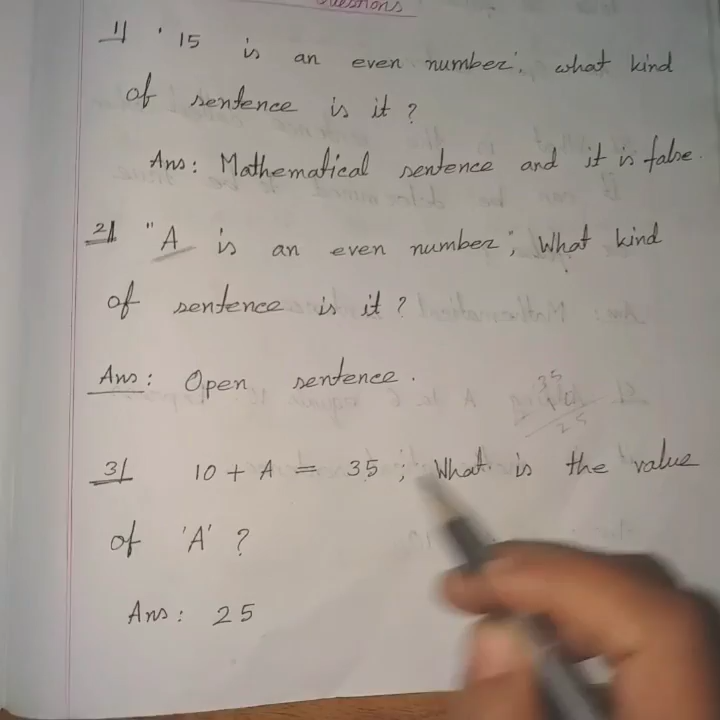 Questions
1) '15 is an even number', what kind
of sentence is it?
Ans: Mathematical sentence and it is false.
2) "A is an even number"; What kind
of sentence is it?
Ans: Open sentence.
35
10
25
3) 10 + A = 35 ; What is the value
of 'A'?
Ans: 25